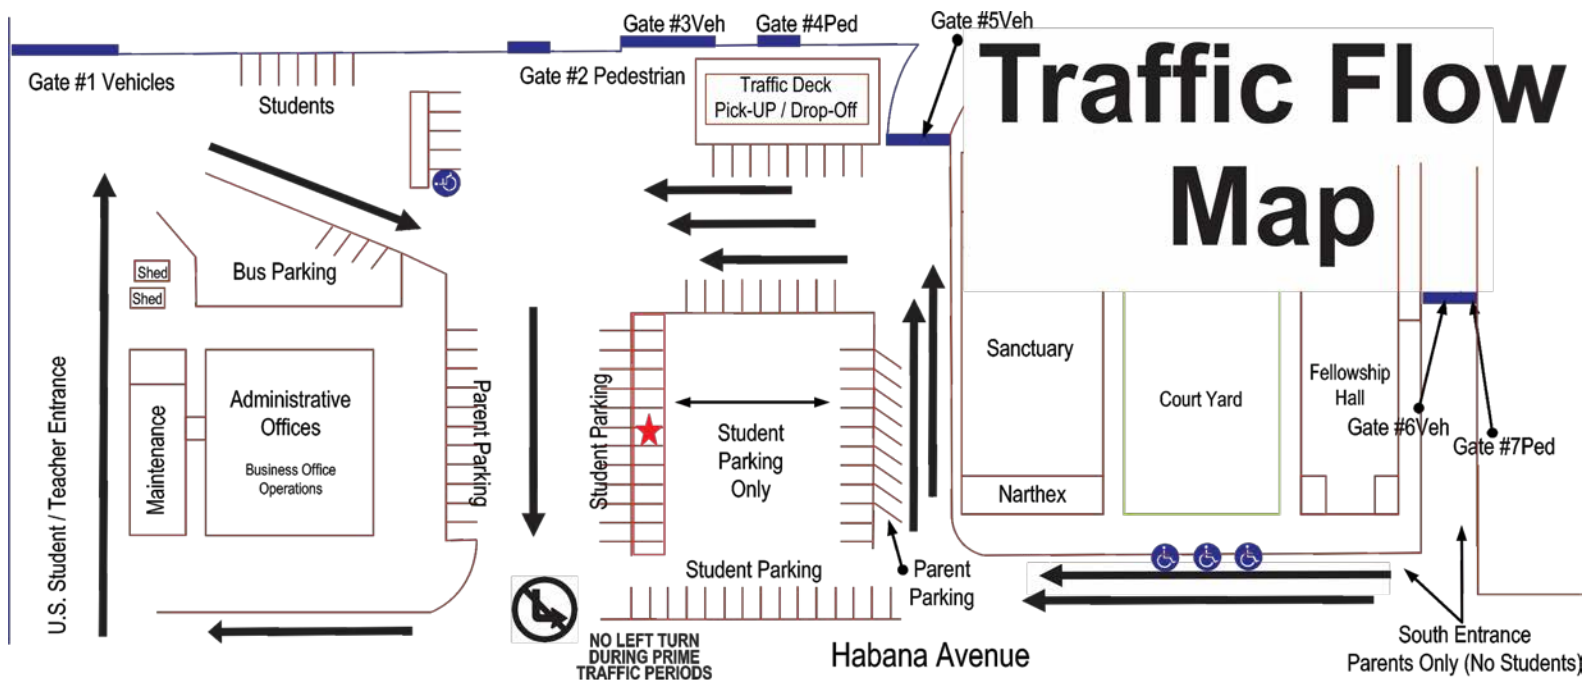 Gate #3Veh
Gate #4Ped
Gate #5Veh
Gate #1 Vehicles
Gate #2 Pedestrian
Students
Traffic Deck
Pick-UP / Drop-Off
Traffic Flow
Map
Shed
Shed
Bus Parking
U.S. Student / Teacher Entrance
Maintenance
Administrative
Offices
Business Office
Operations
Parent Parking
Student Parking
Student
Parking
Only
Sanctuary
Narthex
Court Yard
Fellowship
Hall
Gate #6Veh
Gate #7Ped
Student Parking
Parent
Parking
NO LEFT TURN
DURING PRIME
TRAFFIC PERIODS
Habana Avenue
South Entrance
Parents Only (No Students)